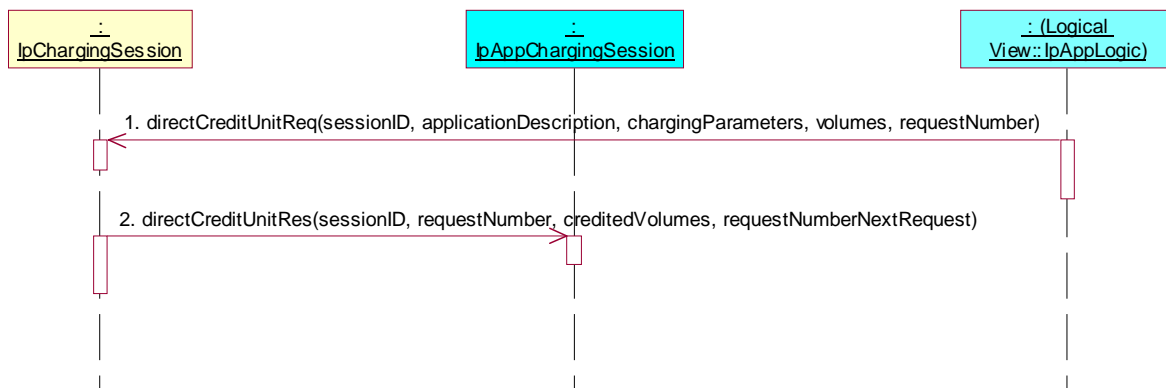 :
IpChargingSession
:
IpAppChargingSession
: (Logical
View::IpAppLogic)
1. directCreditUnitReq(sessionID, applicationDescription, chargingParameters, volumes, requestNumber)
2. directCreditUnitRes(sessionID, requestNumber, creditedVolumes, requestNumberNextRequest)